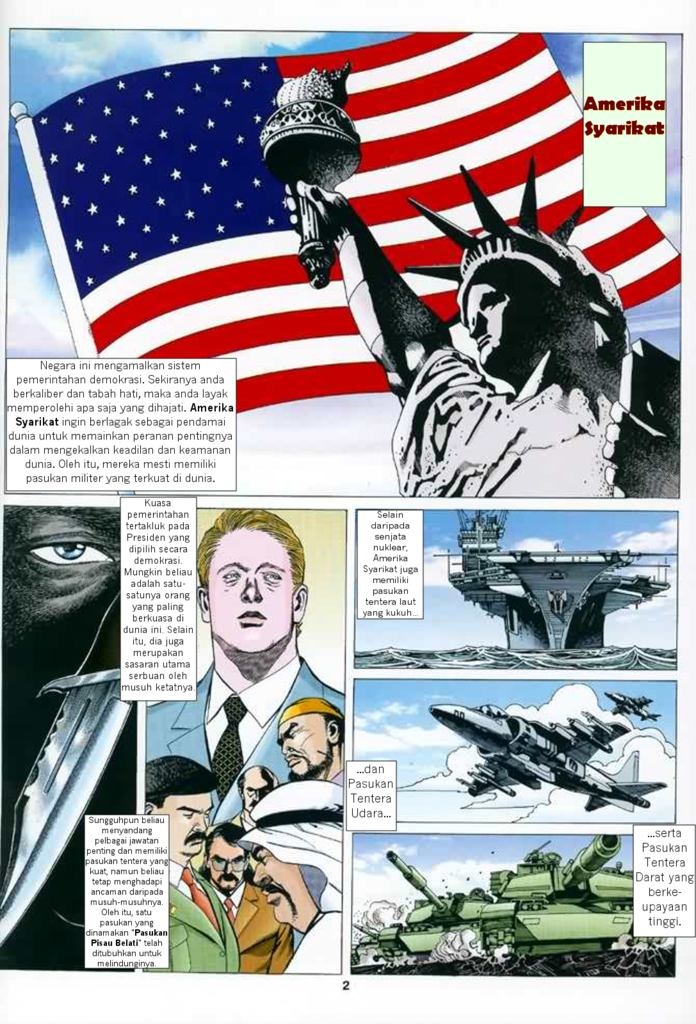 Amerika
Syarikat
Negara ini mengamalkan sistem
pemerintahan demokrasi. Sekiranya anda
berkaliber dan tabah hati, maka anda layak
memperolehi apa saja yang dihajati. Amerika
Syarikat ingin berlagak sebagai pendamai
dunia untuk memainkan peranan pentingnya
dalam mengekalkan keadilan dan keamanan
dunia. Oleh itu, mereka mesti memiliki
pasukan militer yang terkuat di dunia.
Kuasa
pemerintahan
tertakluk pada
Presiden yang
dipilih secara
demokrasi.
Mungkin beliau
adalah satu-
satunya orang
yang paling
berkuasa di
dunia ini. Selain
itu, dia juga
merupakan
sasaran utama
serbuan oleh
musuh ketatnya.
Sungguhpun beliau
menyandang
pelbagai jawatan
penting dan memiliki
pasukan tentera yang
kuat, namun beliau
tetap menghadapi
ancaman daripada
musuh-musuhnya.
Oleh itu, satu
pasukan yang
dinamakan "Pasukan
Pisau Belati" telah
ditubuhkan untuk
melindunginya.
Selain
daripada
senjata
nuklear,
Amerika
Syarikat juga
memiliki
pasukan
tentera laut
yang kukuh...
...dan
Pasukan
Tentera
Udara...
...serta
Pasukan
Tentera
Darat yang
berke-
upayaan
tinggi.
2